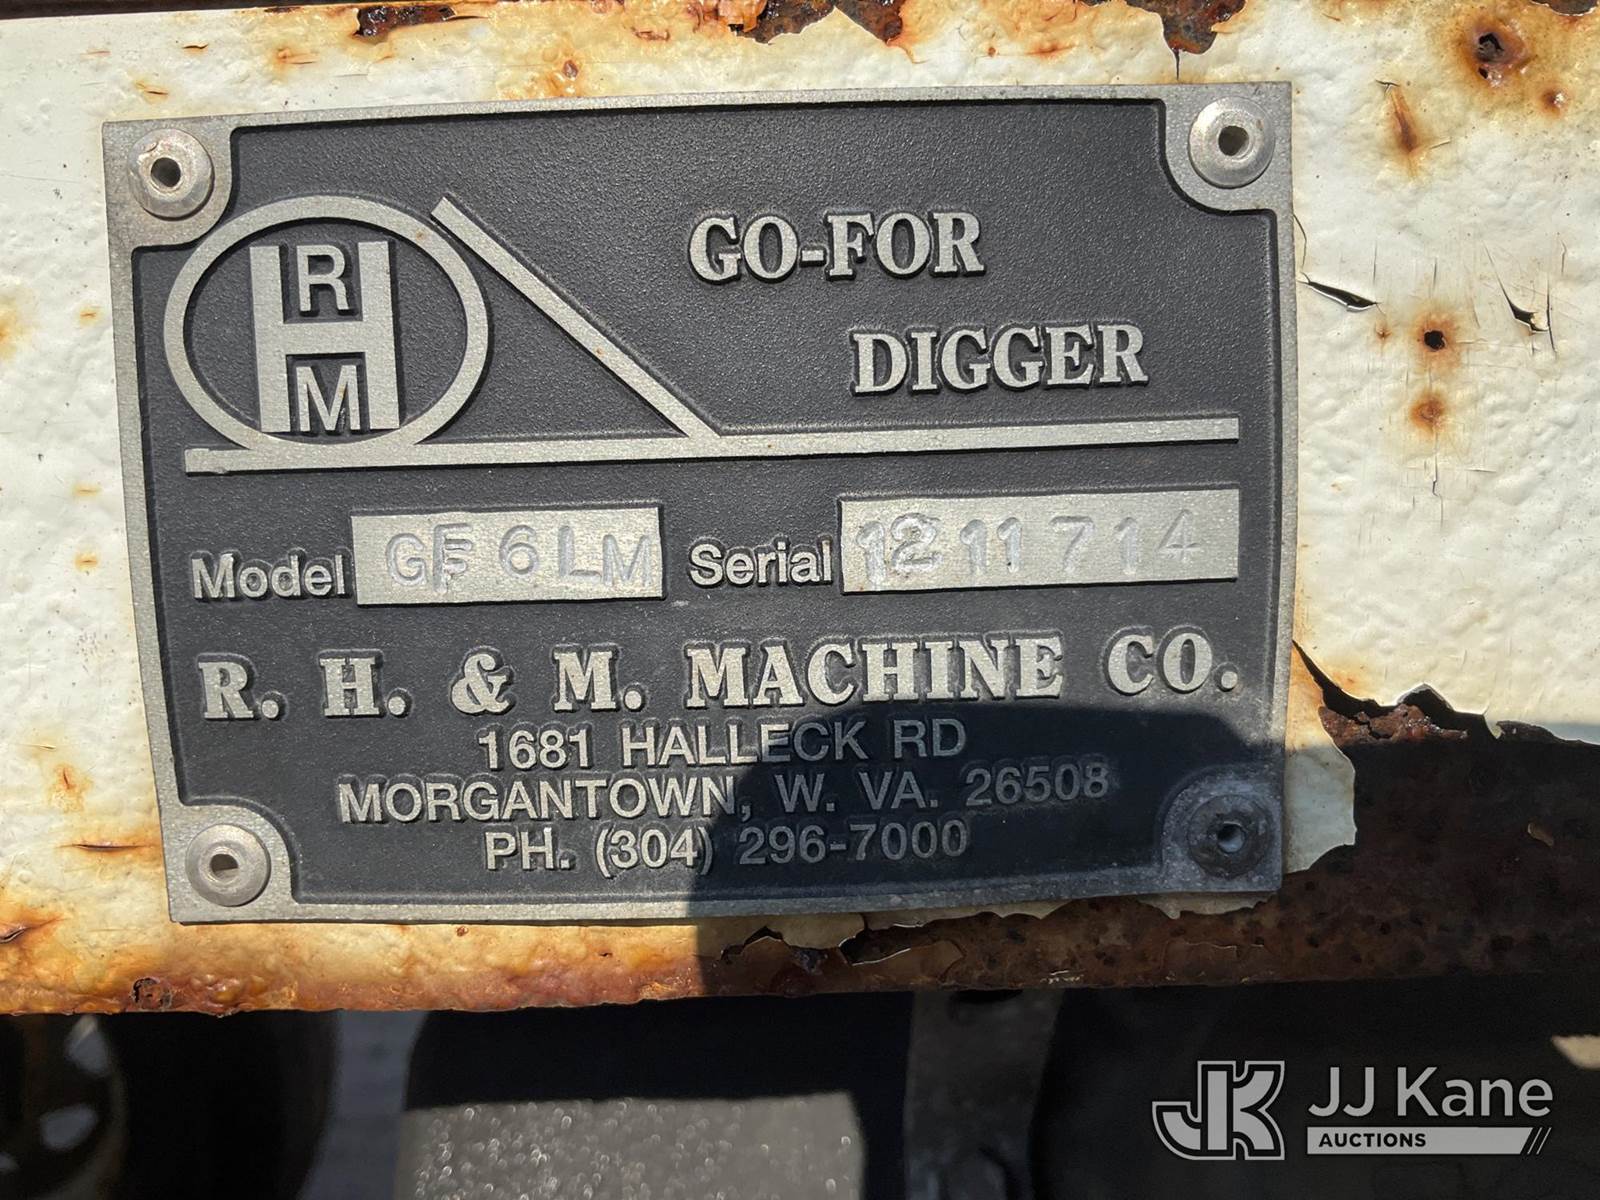 R
H
M
GO-FOR
DIGGER
Model GF 6LM Serial 1211714
R. H. & M. MACHINE CO.
1681 HALLECK RD
MORGANTOWN, W. VA. 26508
PH. (304) 296-7000
JK JJ Kane
AUCTIONS